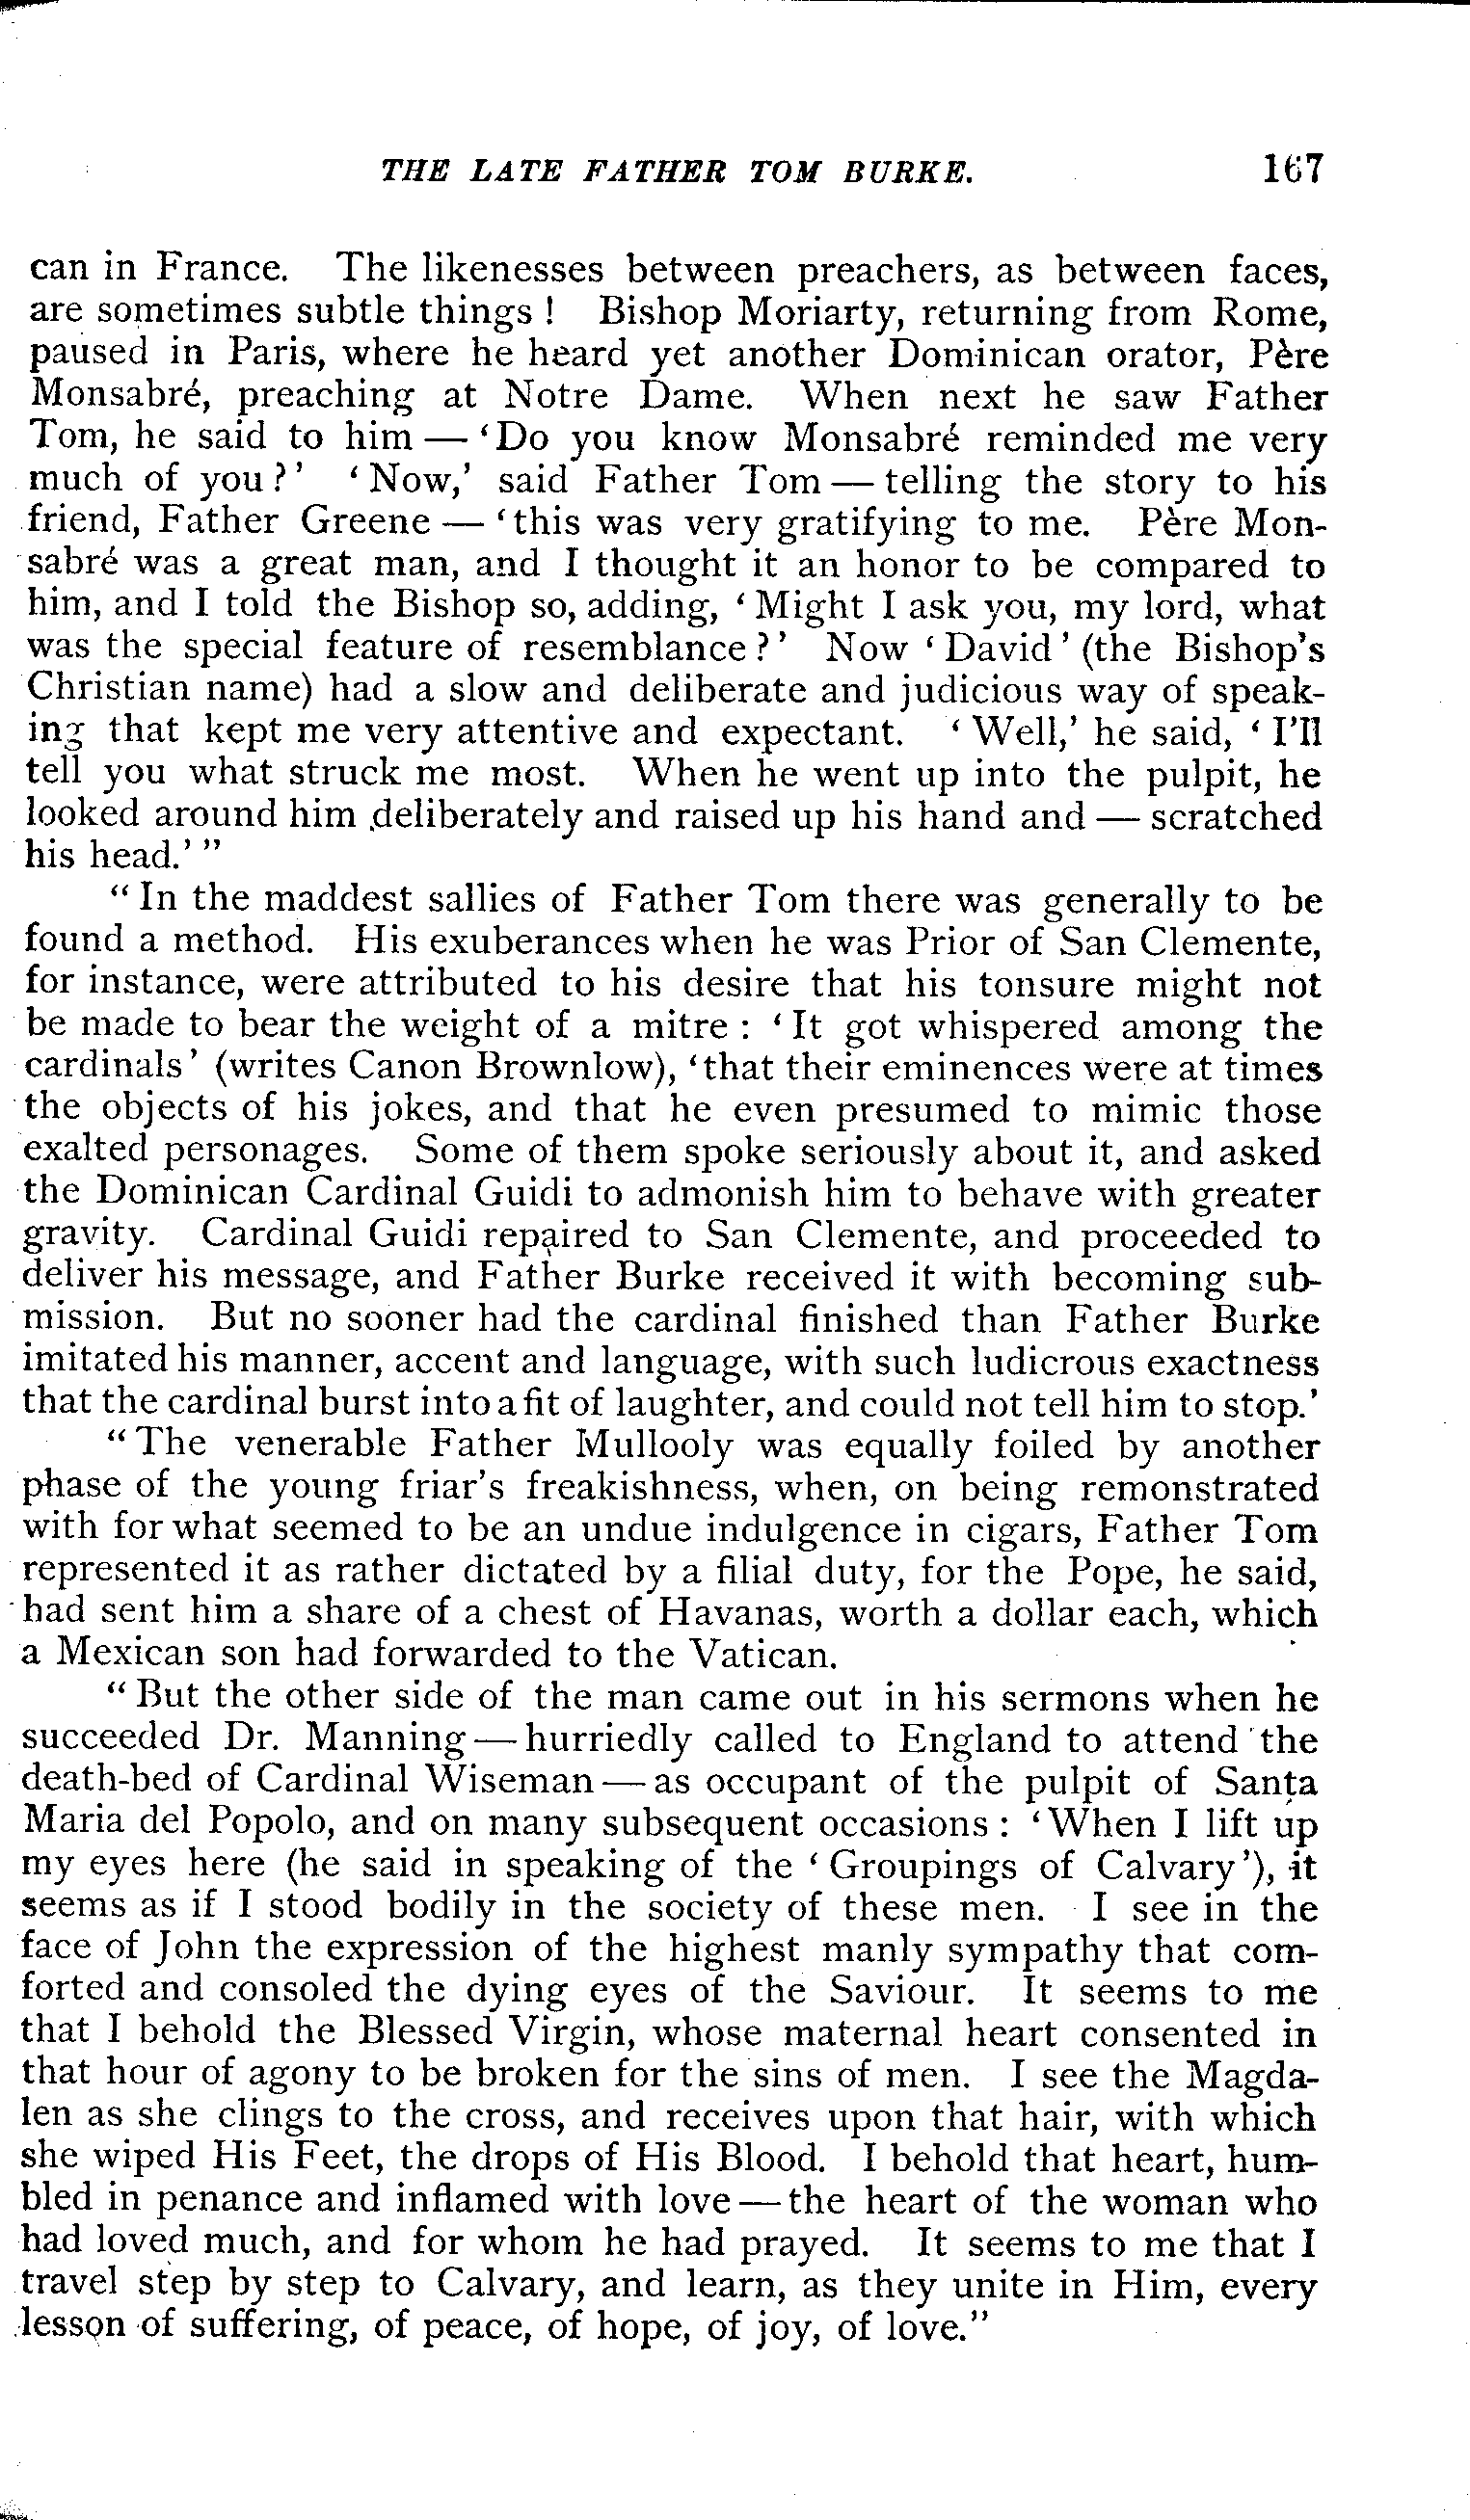 THE LATE FATHER TOM BURKE. 167
can in France. The likenesses between preachers, as between faces,
are sometimes subtle things! Bishop Moriarty, returning from Rome,
paused in Paris, where he heard yet another Dominican orator, Père
Monsabré, preaching at Notre Dame. When next he saw Father
Tom, he said to him — 'Do you know Monsabré reminded me very
much of you?' 'Now,' said Father Tom — telling the story to his
friend, Father Greene — 'this was very gratifying to me. Père Mon-
sabré was a great man, and I thought it an honor to be compared to
him, and I told the Bishop so, adding, 'Might I ask you, my lord, what
was the special feature of resemblance?' Now 'David' (the Bishop's
Christian name) had a slow and deliberate and judicious way of speak-
ing that kept me very attentive and expectant. 'Well,' he said, 'I'll
tell you what struck me most. When he went up into the pulpit, he
looked around him deliberately and raised up his hand and — scratched
his head.'"
"In the maddest sallies of Father Tom there was generally to be
found a method. His exuberances when he was Prior of San Clemente,
for instance, were attributed to his desire that his tonsure might not
be made to bear the weight of a mitre: 'It got whispered among the
cardinals' (writes Canon Brownlow), 'that their eminences were at times
the objects of his jokes, and that he even presumed to mimic those
exalted personages. Some of them spoke seriously about it, and asked
the Dominican Cardinal Guidi to admonish him to behave with greater
gravity. Cardinal Guidi repaired to San Clemente, and proceeded to
deliver his message, and Father Burke received it with becoming sub-
mission. But no sooner had the cardinal finished than Father Burke
imitated his manner, accent and language, with such ludicrous exactness
that the cardinal burst into a fit of laughter, and could not tell him to stop.'
"The venerable Father Mullooly was equally foiled by another
phase of the young friar's freakishness, when, on being remonstrated
with for what seemed to be an undue indulgence in cigars, Father Tom
represented it as rather dictated by a filial duty, for the Pope, he said,
had sent him a share of a chest of Havanas, worth a dollar each, which
a Mexican son had forwarded to the Vatican.
"But the other side of the man came out in his sermons when he
succeeded Dr. Manning — hurriedly called to England to attend the
death-bed of Cardinal Wiseman — as occupant of the pulpit of Santa
Maria del Popolo, and on many subsequent occasions: 'When I lift up
my eyes here (he said in speaking of the 'Groupings of Calvary'), it
seems as if I stood bodily in the society of these men. I see in the
face of John the expression of the highest manly sympathy that com-
forted and consoled the dying eyes of the Saviour. It seems to me
that I behold the Blessed Virgin, whose maternal heart consented in
that hour of agony to be broken for the sins of men. I see the Magda-
len as she clings to the cross, and receives upon that hair, with which
she wiped His Feet, the drops of His Blood. I behold that heart, hum-
bled in penance and inflamed with love — the heart of the woman who
had loved much, and for whom he had prayed. It seems to me that I
travel step by step to Calvary, and learn, as they unite in Him, every
lesson of suffering, of peace, of hope, of joy, of love."